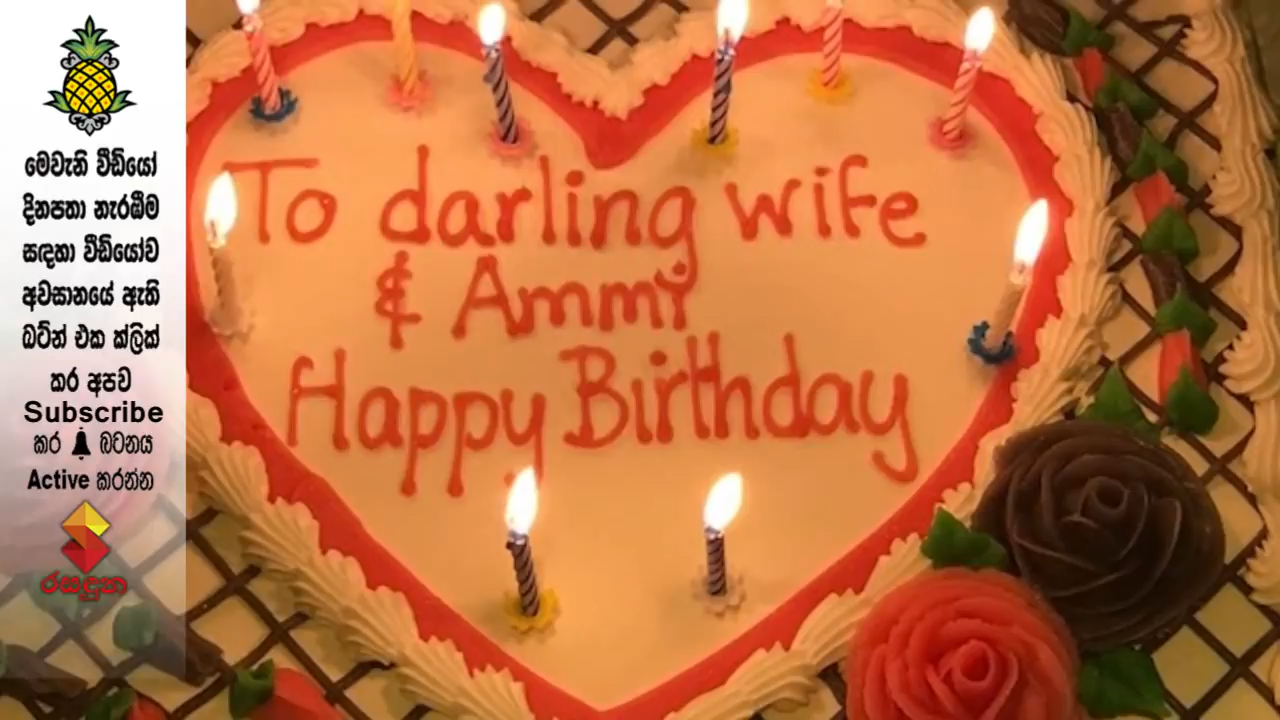 මෙවැනි වීඩියෝ
දිනපතා නැරඹීම
සඳහා වීඩියෝව
අවසානයේ ඇති
බටන් එක ක්ලික්
කර අපව
Subscribe
කර බටනය
Active කරන්න
රසඳුන
To darling wife
& Ammi
Happy Birthday